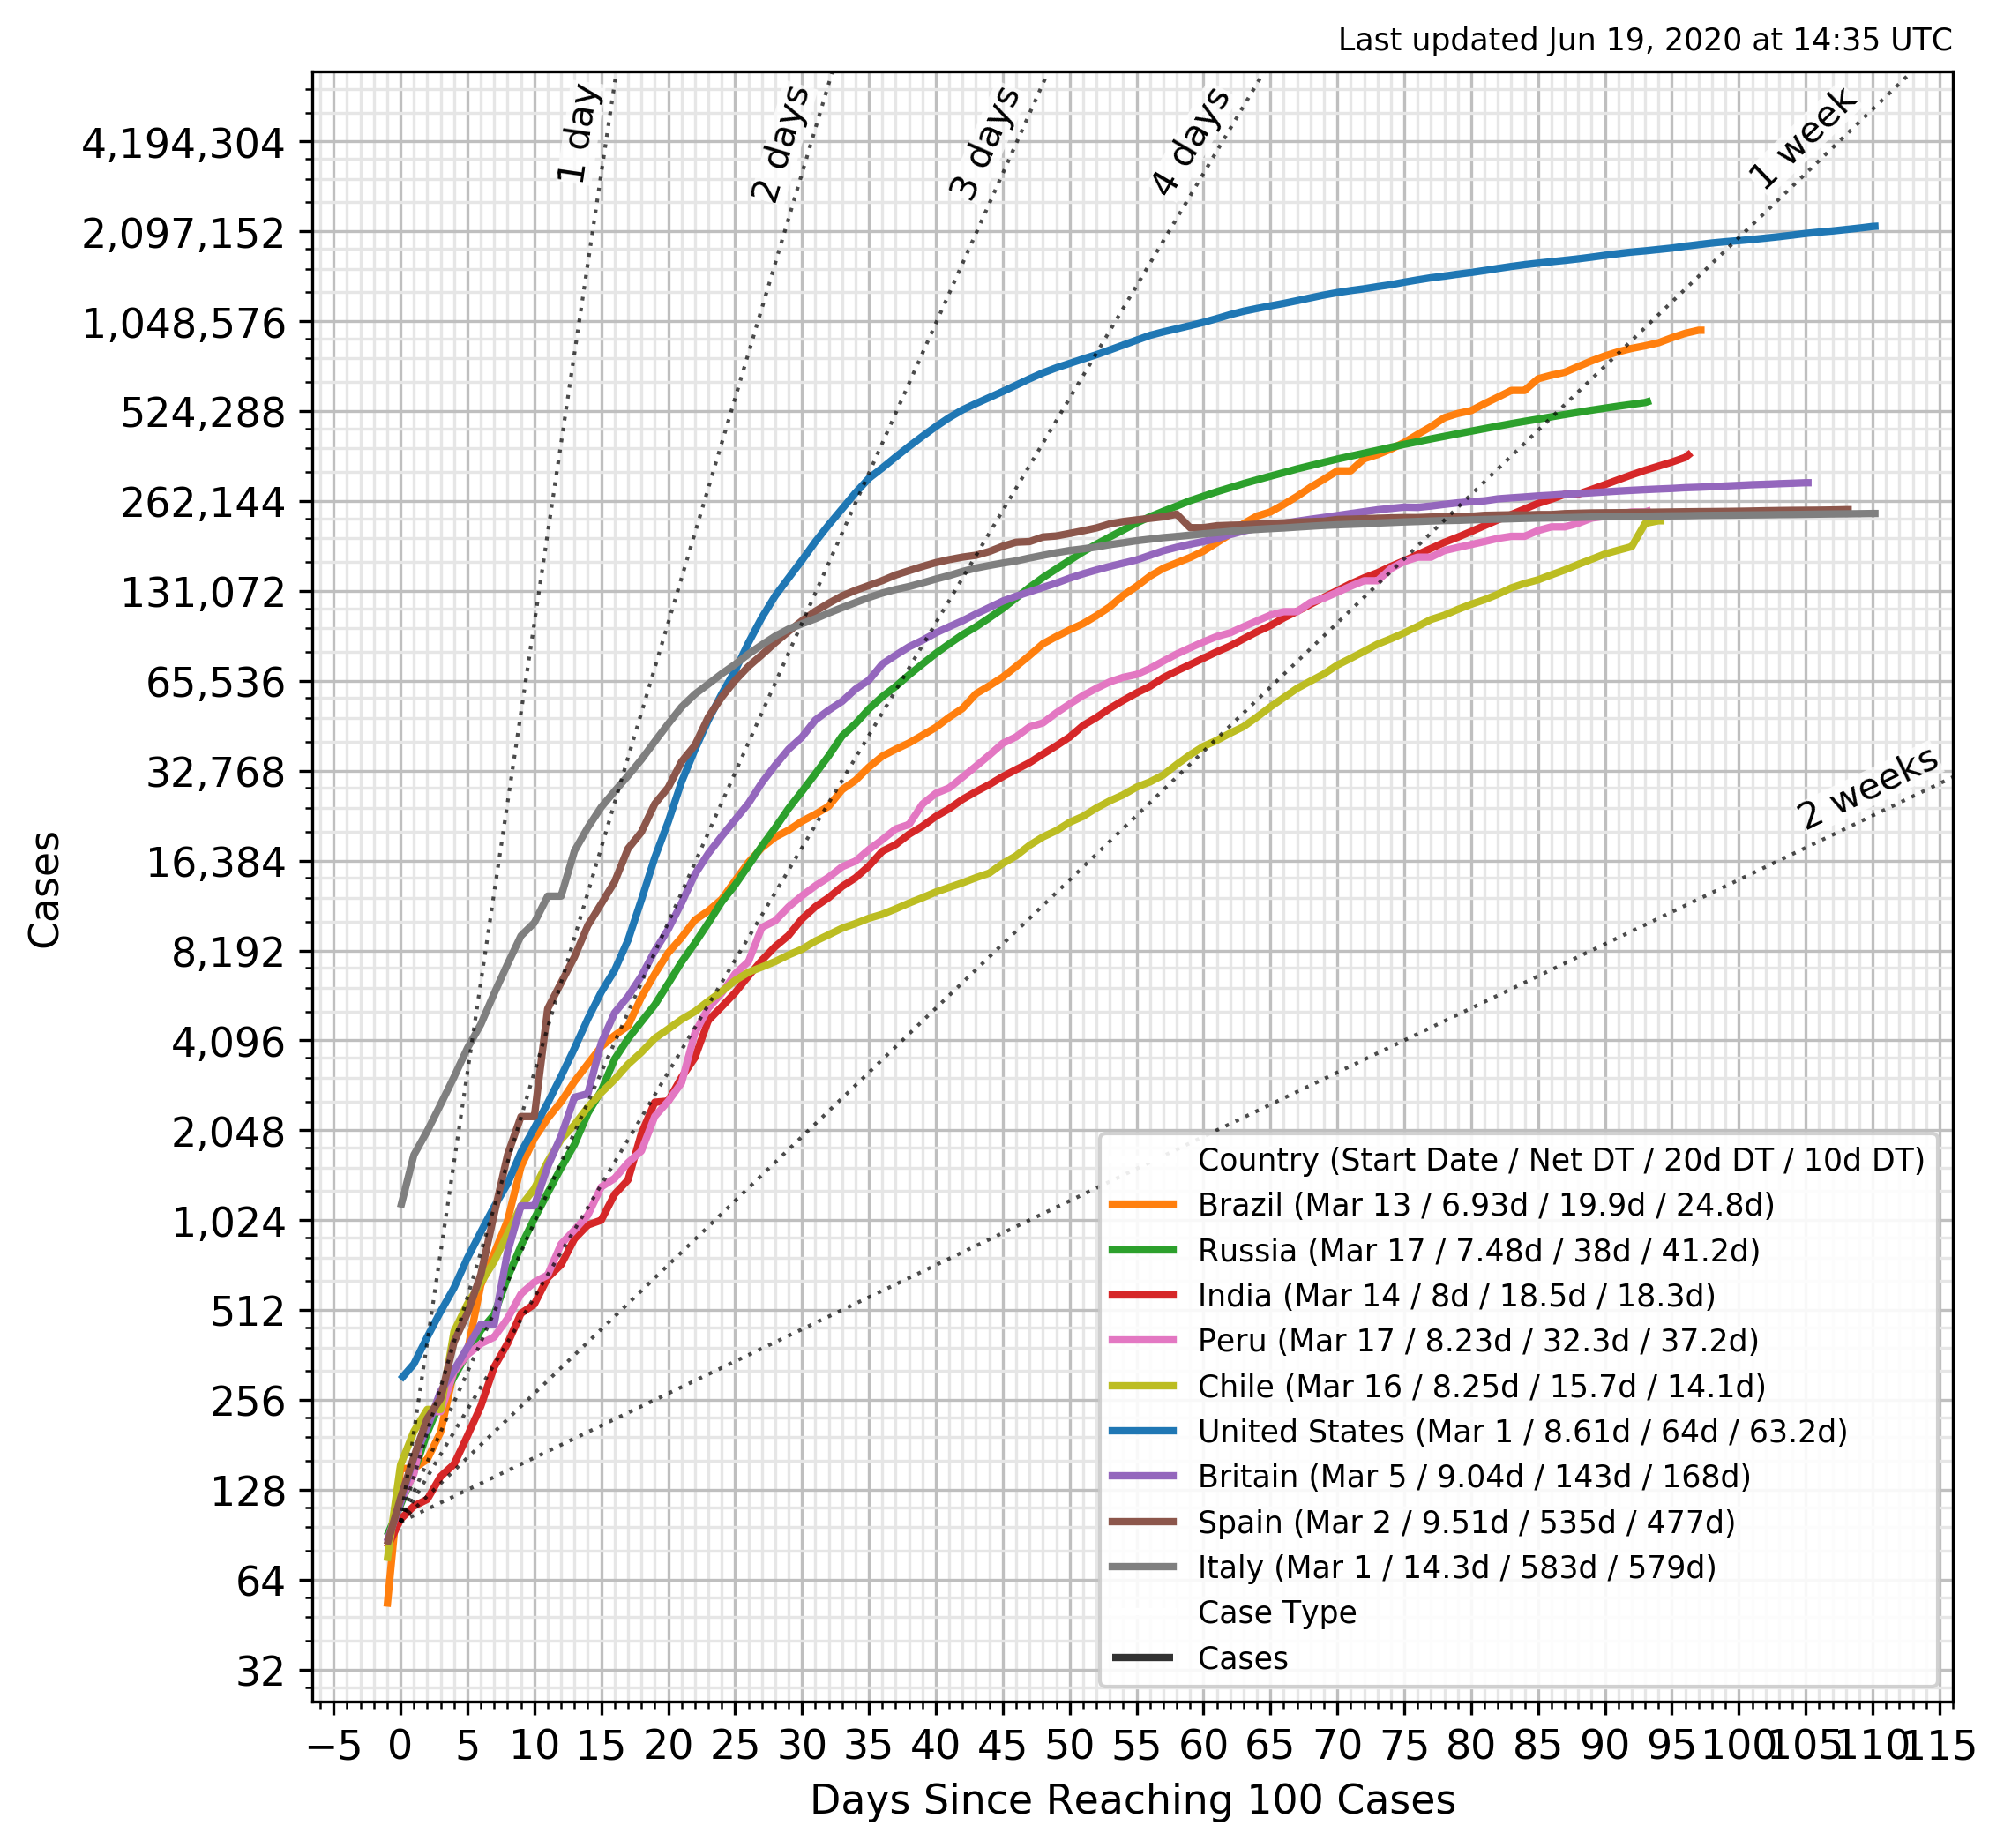 Last updated Jun 19, 2020 at 14:35 UTC
1 day
2 days
3 days
4 days
1 week
2 weeks
4,194,304
2,097,152
1,048,576
524,288
262,144
131,072
65,536
32,768
16,384
8,192
4,096
2,048
1,024
512
256
128
64
32
Cases
Country (Start Date / Net DT / 20d DT / 10d DT)
Brazil (Mar 13 / 6.93d / 19.9d / 24.8d)
Russia (Mar 17 / 7.48d / 38d / 41.2d)
India (Mar 14 / 8d / 18.5d / 18.3d)
Peru (Mar 17 / 8.23d / 32.3d / 37.2d)
Chile (Mar 16 / 8.25d / 15.7d / 14.1d)
United States (Mar 1 / 8.61d / 64d / 63.2d)
Britain (Mar 5 / 9.04d / 143d / 168d)
Spain (Mar 2 / 9.51d / 535d / 477d)
Italy (Mar 1 / 14.3d / 583d / 579d)
Case Type
Cases
−5 0 5 10 15 20 25 30 35 40 45 50 55 60 65 70 75 80 85 90 95 100 105 110 115
Days Since Reaching 100 Cases